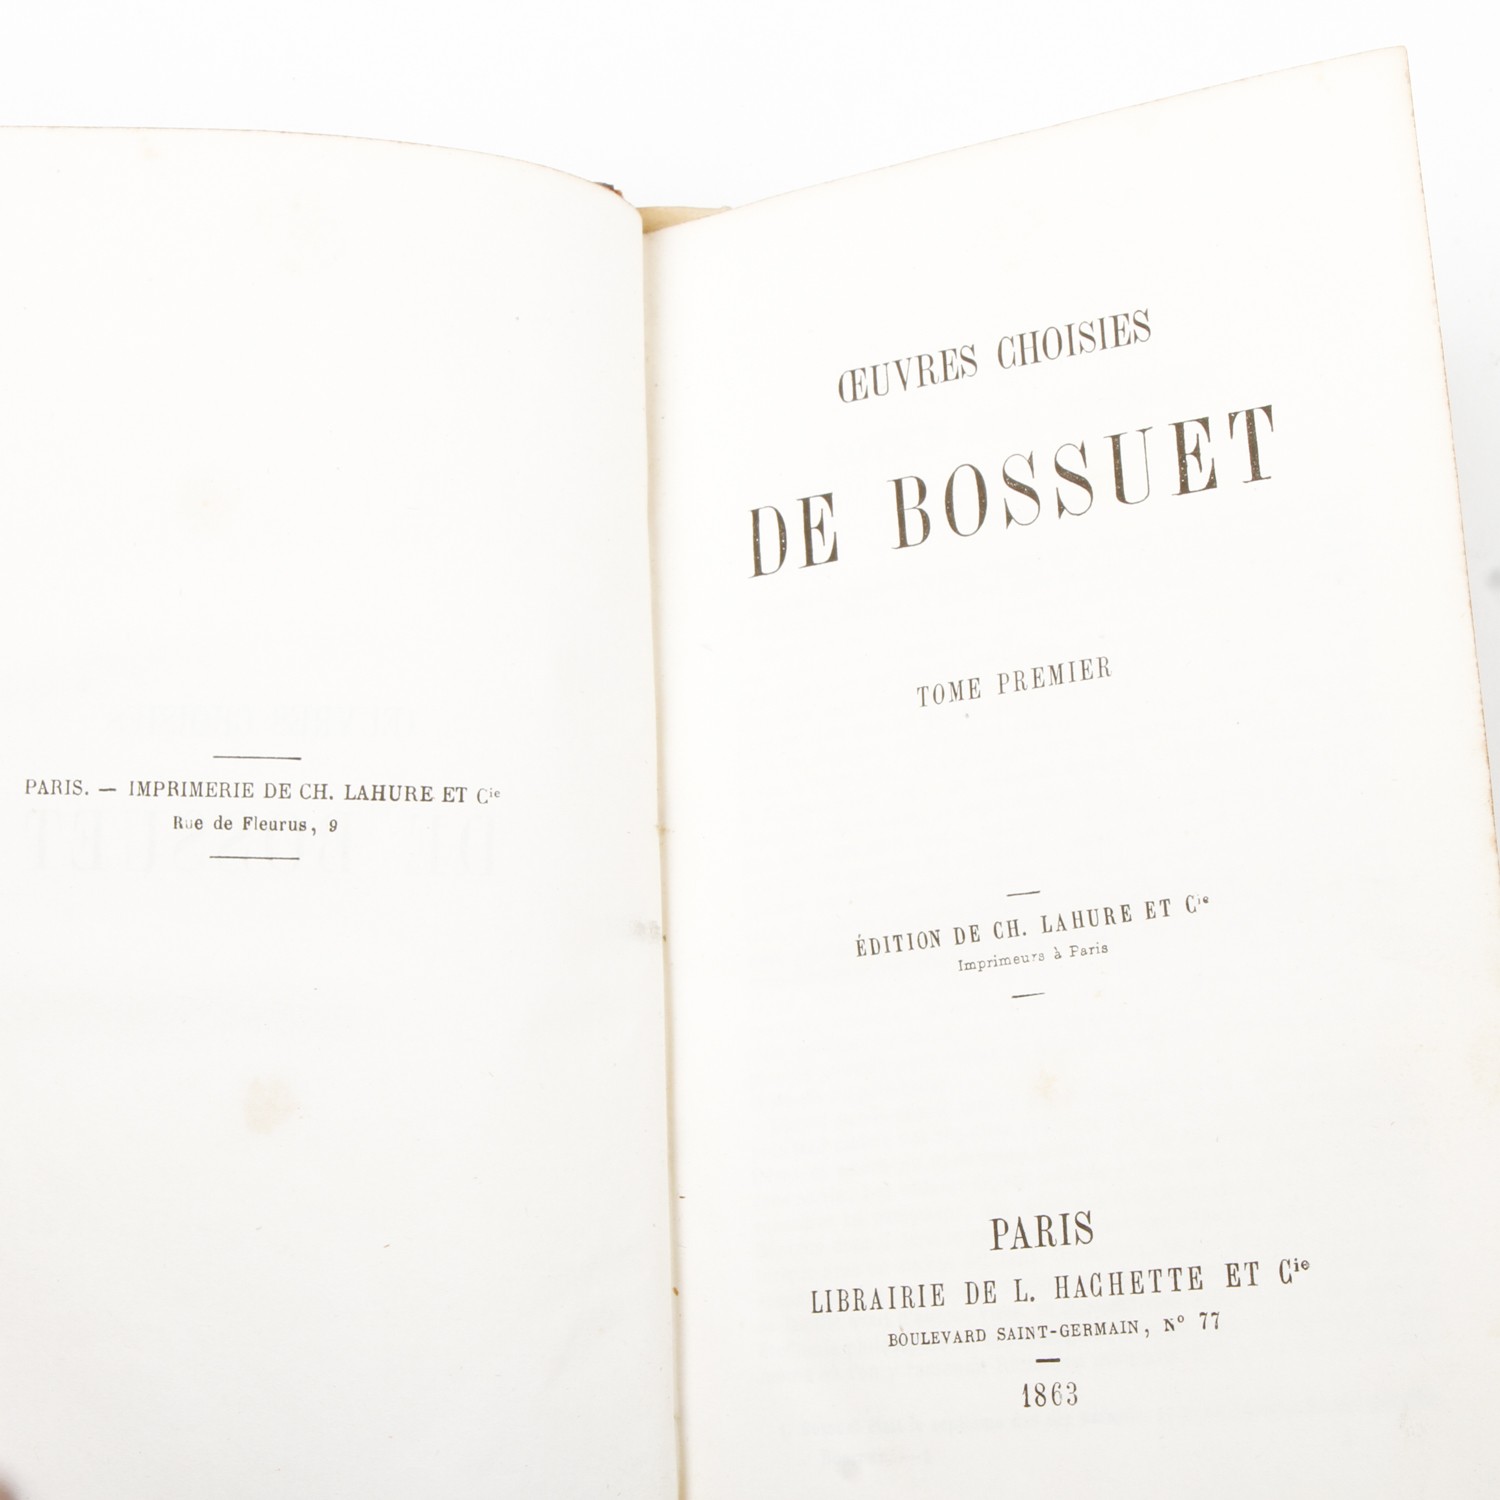 PARIS. — IMPRIMERIE DE CH. LAHURE ET Cie
Rue de Fleurus, 9
ŒUVRES CHOISIES
DE BOSSUET
TOME PREMIER
ÉDITION DE CH. LAHURE ET Cie
Imprimeurs à Paris
PARIS
LIBRAIRIE DE L. HACHETTE ET Cie
BOULEVARD SAINT-GERMAIN, No 77
1863